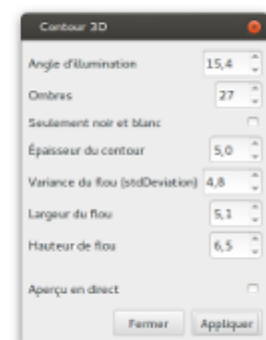 Contour 3D
Angle d'illumination 15,4
Ombres 27
Seulement noir et blanc
Épaisseur du contour 5,0
Variance du flou (stdDeviation) 4,8
Largeur du flou 5,1
Hauteur de flou 6,5
Aperçu en direct
Fermer Appliquer